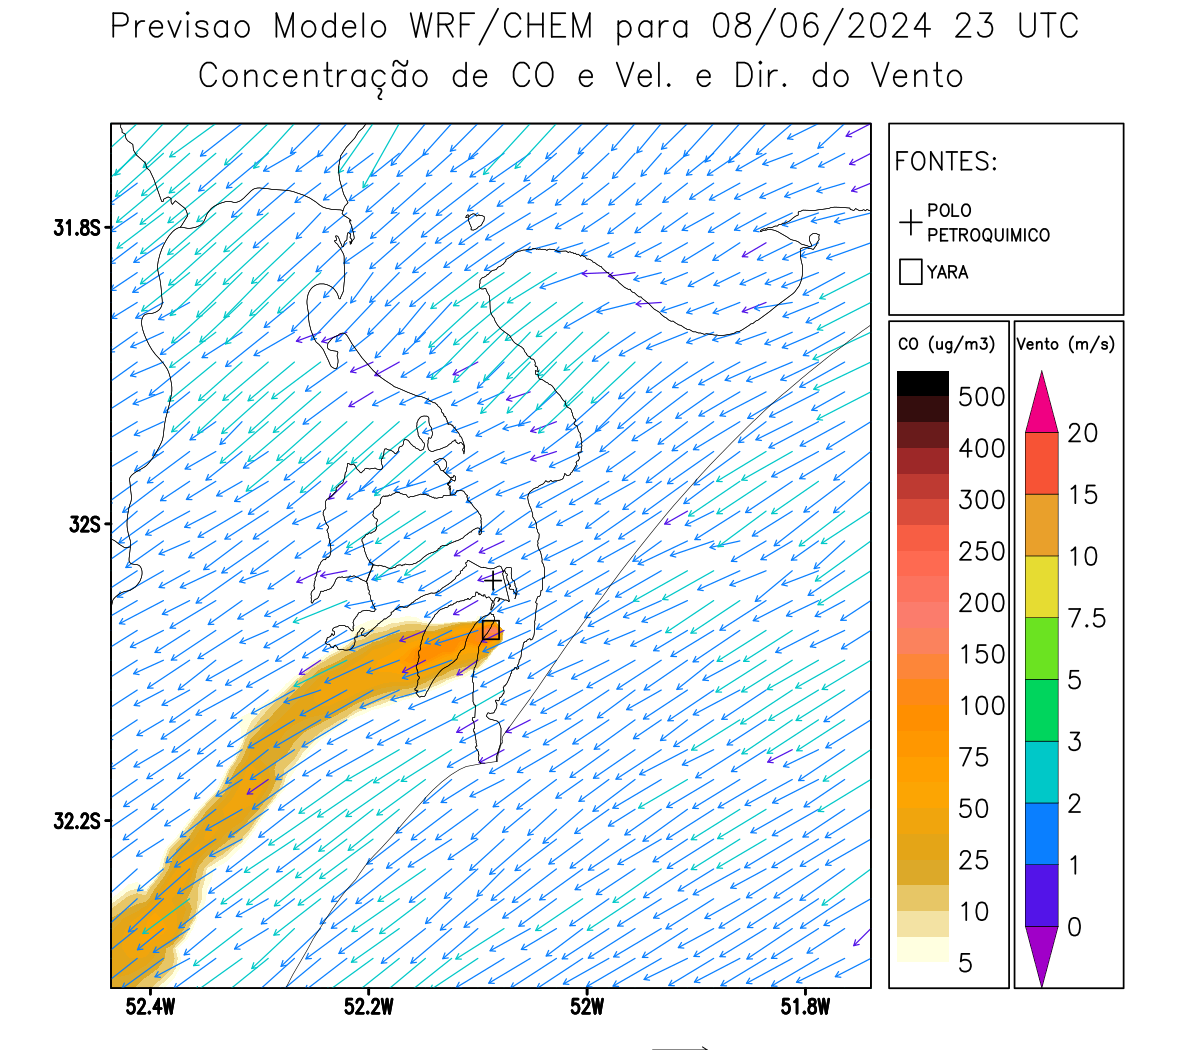 Previsao Modelo WRF/CHEM para 08/06/2024 23 UTC
Concentração de CO e Vel. e Dir. do Vento
FONTES:
POLO
PETROQUIMICO
YARA
CO (ug/m3)
500
400
300
250
200
150
100
75
50
25
10
5
Vento (m/s)
20
15
10
7.5
5
3
2
1
0
31.8S
32S
32.2S
52.4W
52.2W
52W
51.8W